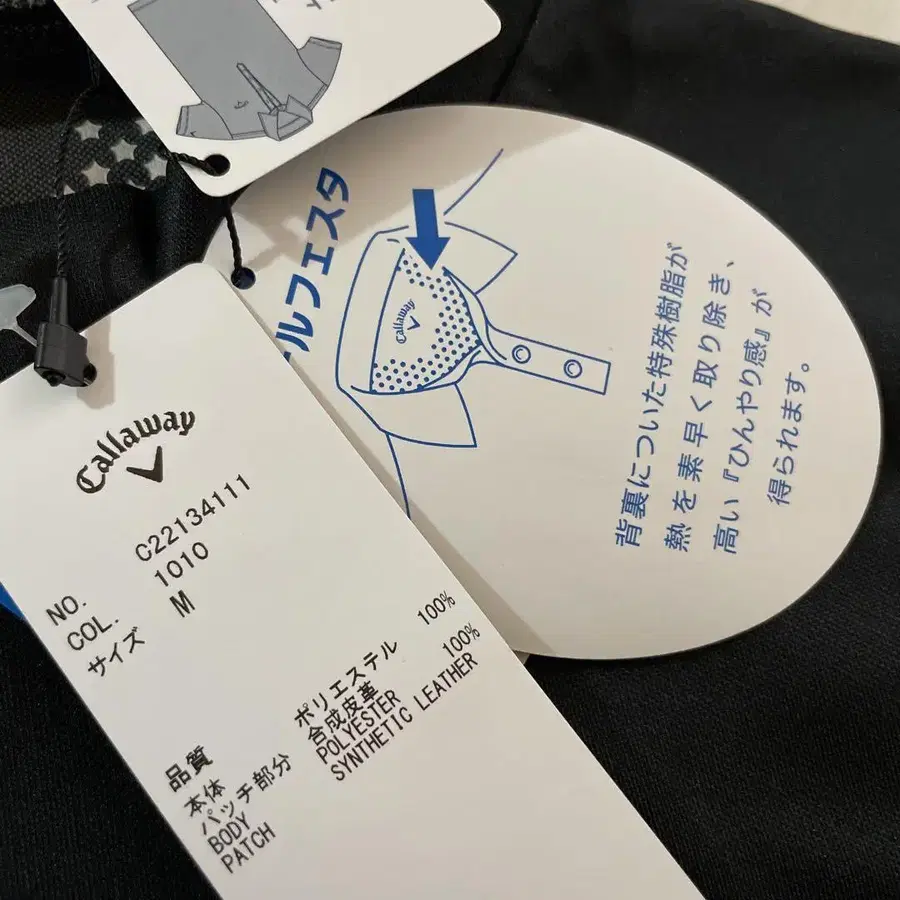 Callaway
NO. C22134111
COL. 1010
サイズ M
品質
本体 ポリエステル 100%
パッチ部分 合成皮革 100%
BODY POLYESTER
PATCH SYNTHETIC LEATHER
ルフェスタ
Callaway
背裏についた特殊樹脂が
熱を素早く取り除き、
高い『ひんやり感』が
得られます。